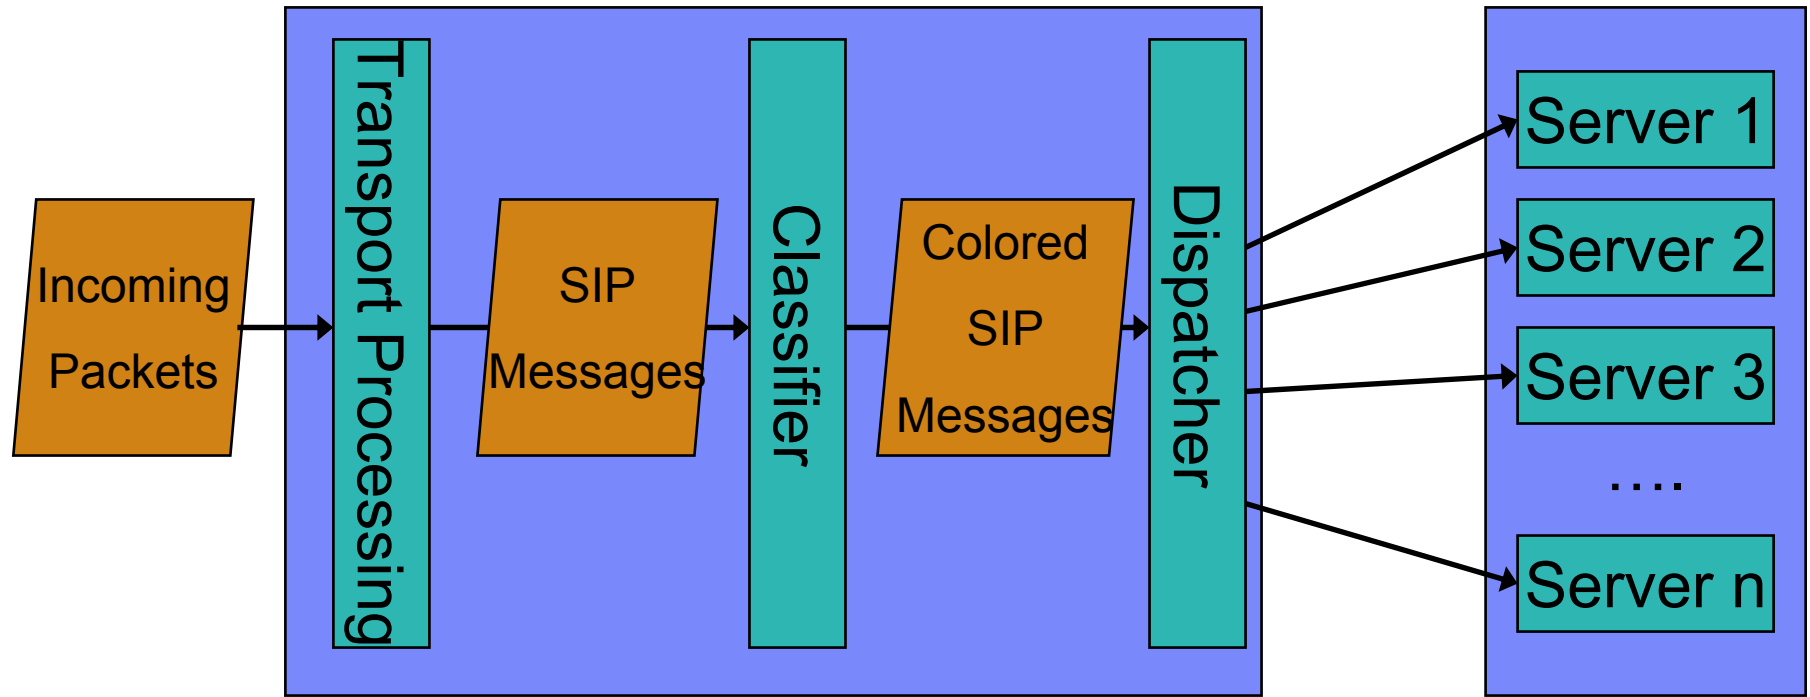 Incoming
Packets
Transport Processing
SIP
Messages
Classifier
Colored
SIP
Messages
Dispatcher
Server 1
Server 2
Server 3
....
Server n